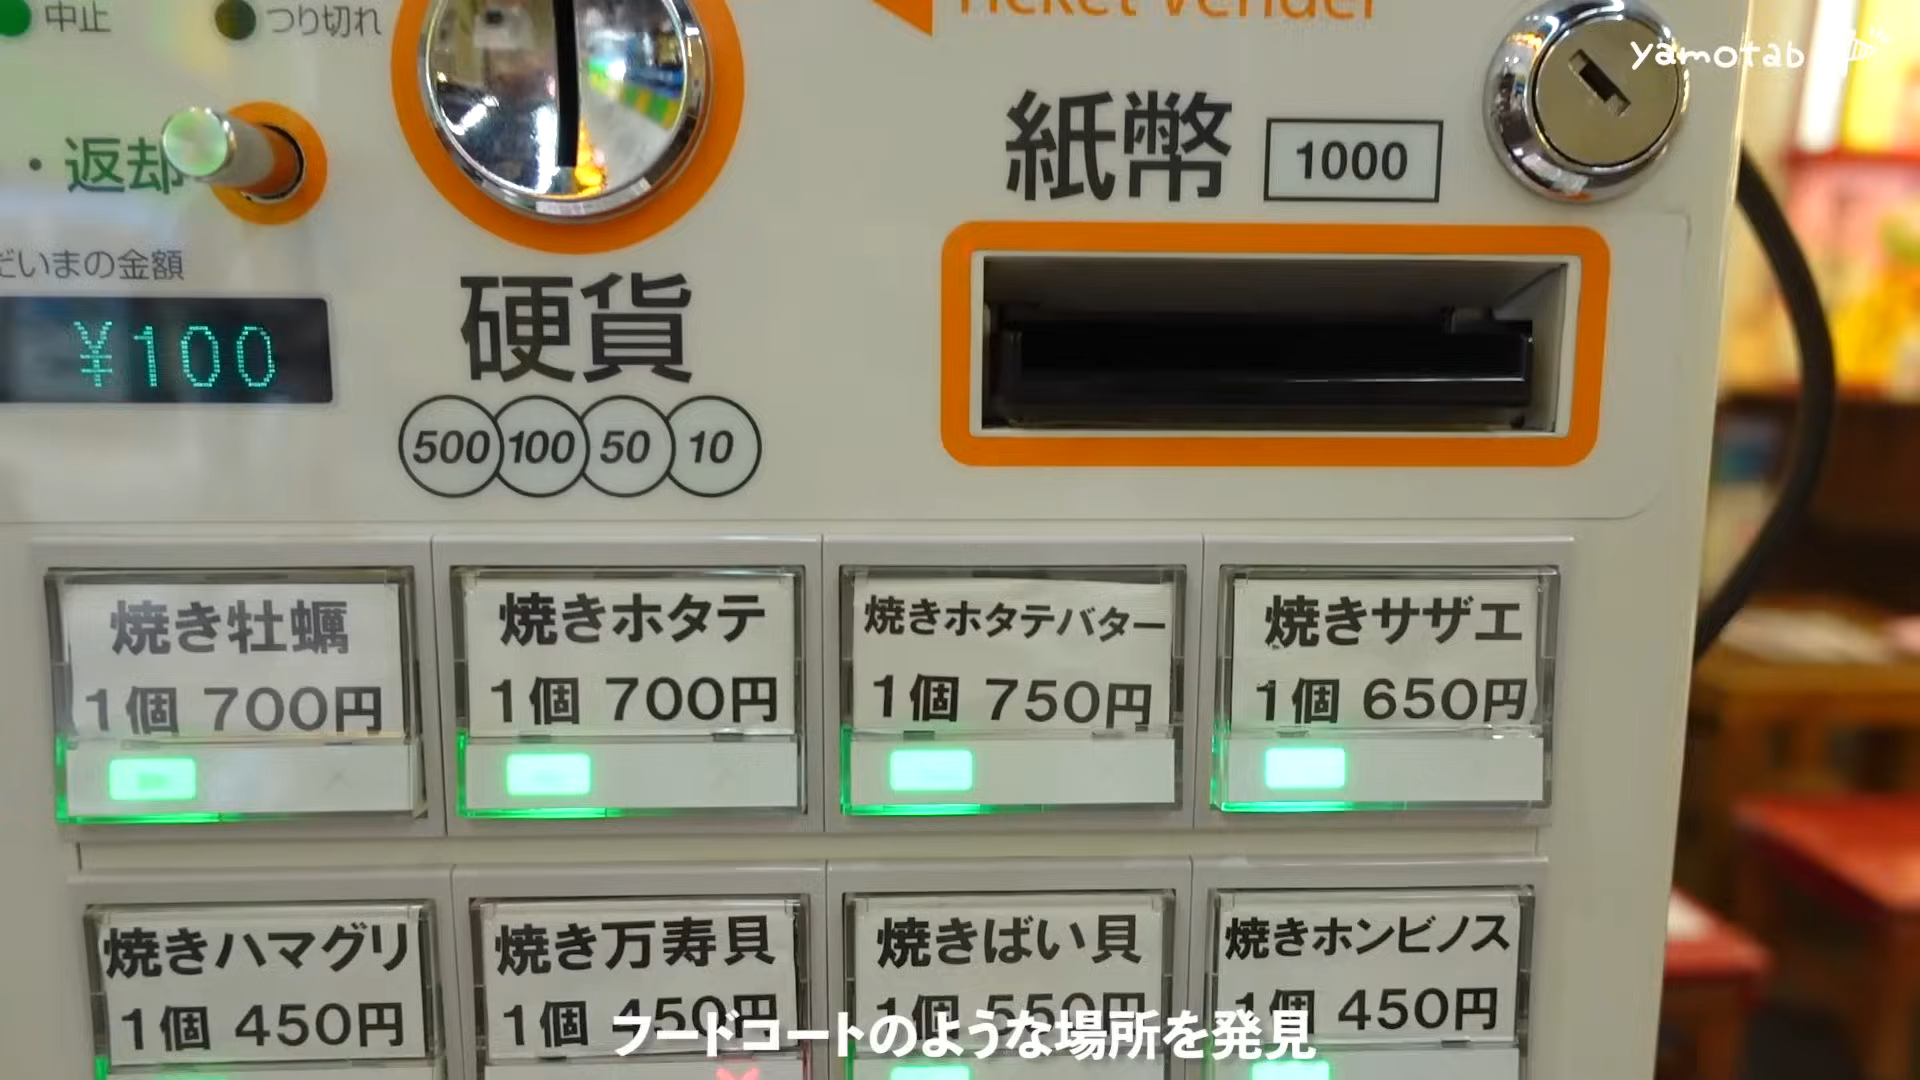 中止
つり切れ
Ticket Vender
yamotab
・返却
紙幣
1000
だいまの金額
¥100
硬貨
500 100 50 10
焼き牡蠣
1個 700円
焼きホタテ
1個 700円
焼きホタテバター
1個 750円
焼きサザエ
1個 650円
焼きハマグリ
1個 450円
焼き万寿貝
1個 450円
焼きばい貝
1個 550円
焼きホンビノス
1個 450円
フードコートのような場所を発見